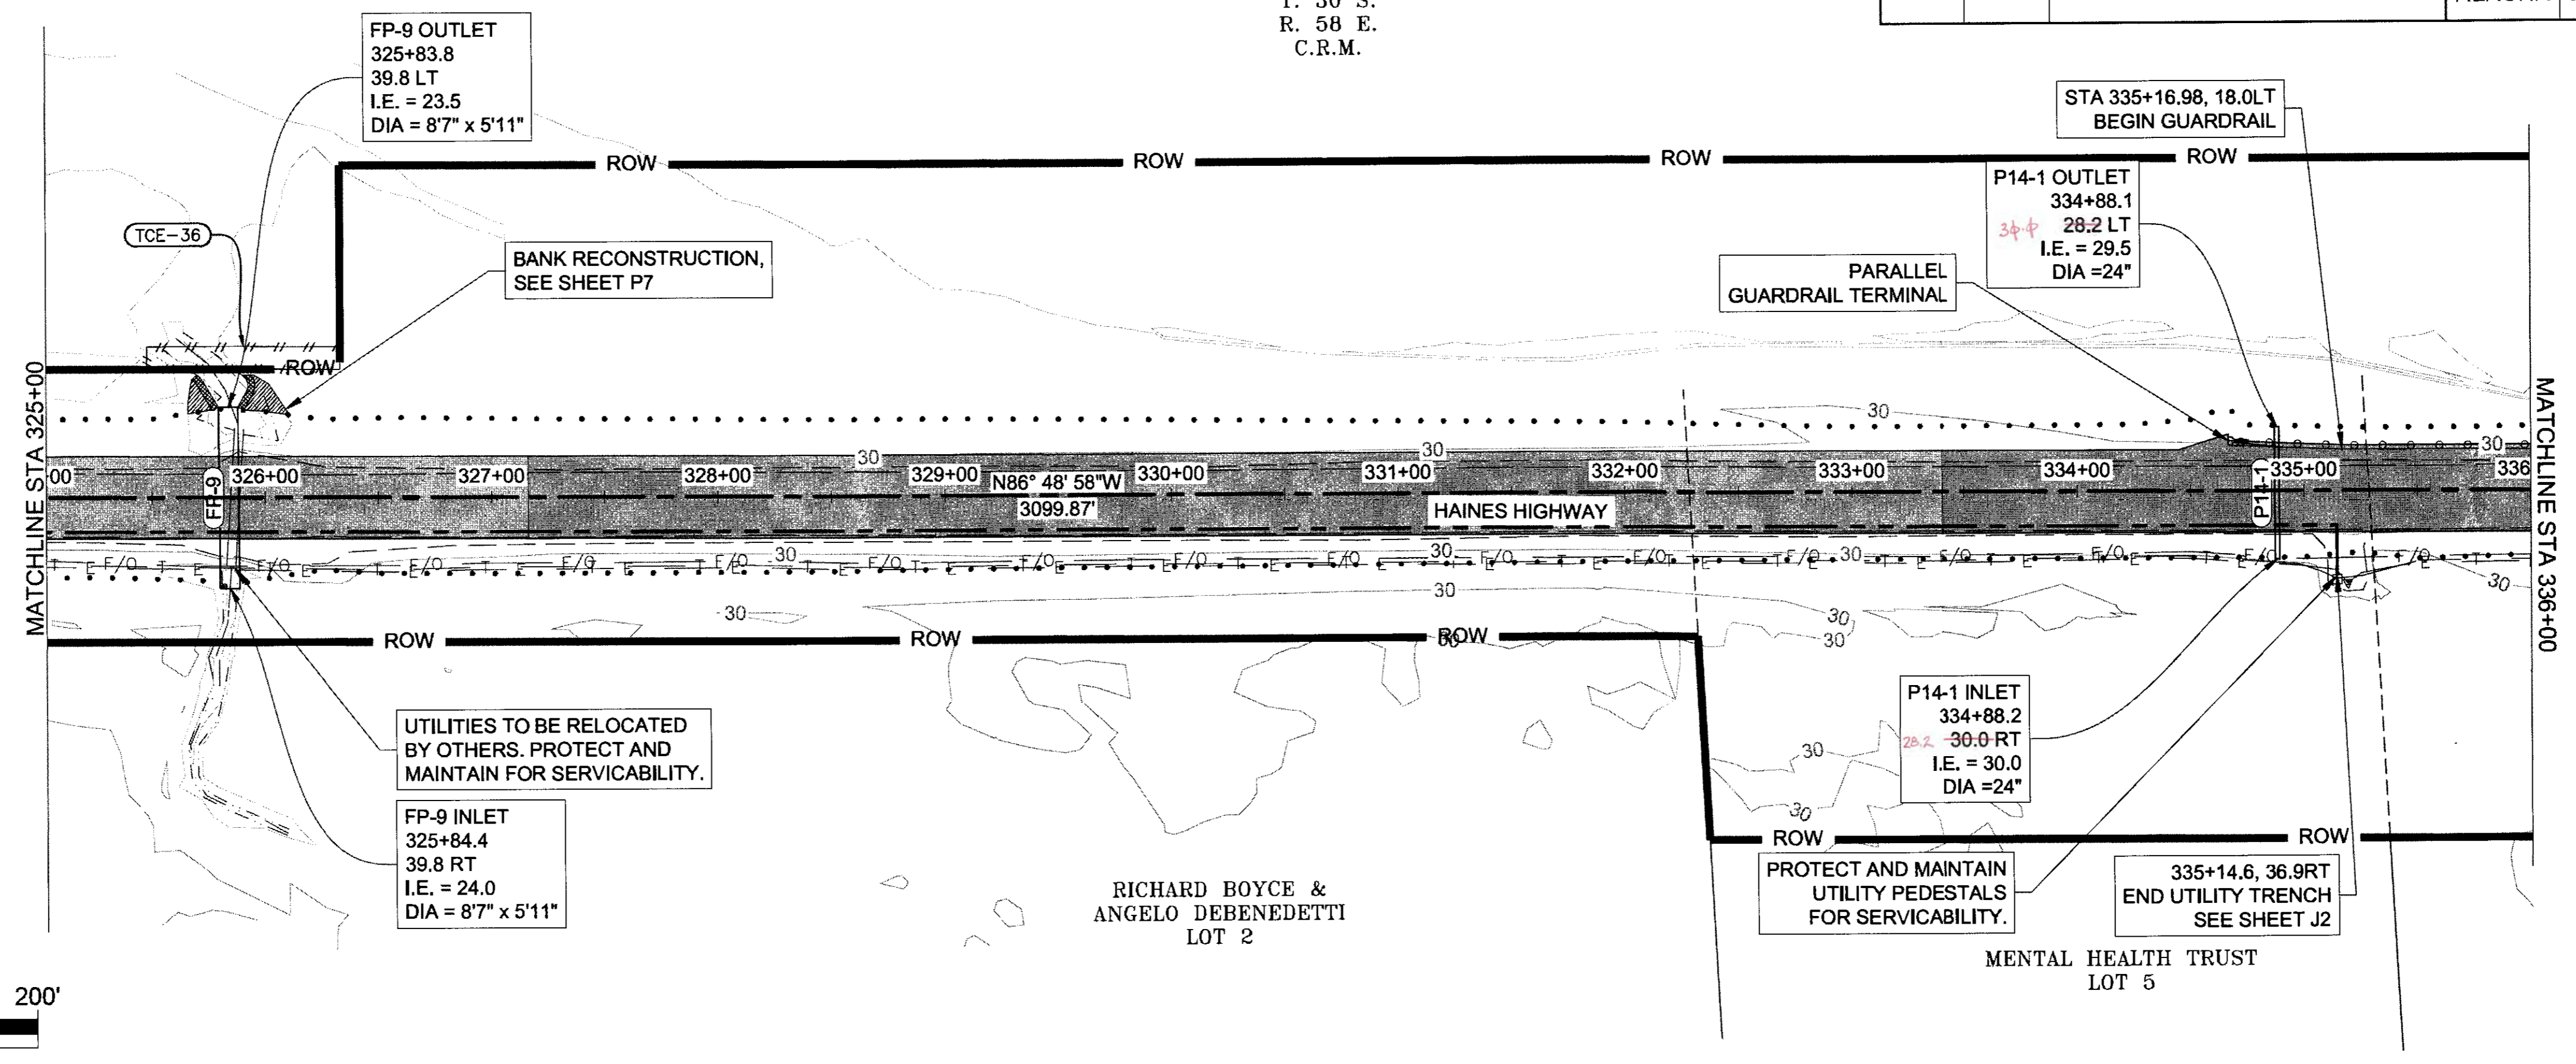 R. 58 E.
C.R.M.
FP-9 OUTLET
325+83.8
39.8 LT
I.E. = 23.5
DIA = 8'7" x 5'11"
STA 335+16.98, 18.0LT
BEGIN GUARDRAIL
ROW
ROW
ROW
ROW
P14-1 OUTLET
334+88.1
30.0 28.2 LT
I.E. = 29.5
DIA =24"
TCE-36
BANK RECONSTRUCTION,
SEE SHEET P7
PARALLEL
GUARDRAIL TERMINAL
ROW
MATCHLINE STA 325+00
MATCHLINE STA 336+00
30
30
30
30
00
326+00
327+00
328+00
329+00
330+00
331+00
332+00
333+00
334+00
335+00
336
FP-9
P14-1
N86° 48' 58"W
3099.87'
HAINES HIGHWAY
T E F/O E F/O T E F/O T E F/O T E F/O
30
30
30
30
30
30
30
30
ROW
ROW
ROW
UTILITIES TO BE RELOCATED
BY OTHERS. PROTECT AND
MAINTAIN FOR SERVICABILITY.
FP-9 INLET
325+84.4
39.8 RT
I.E. = 24.0
DIA = 8'7" x 5'11"
P14-1 INLET
334+88.2
28.2 30.0 RT
I.E. = 30.0
DIA =24"
30
30
ROW
ROW
PROTECT AND MAINTAIN
UTILITY PEDESTALS
FOR SERVICABILITY.
335+14.6, 36.9RT
END UTILITY TRENCH
SEE SHEET J2
RICHARD BOYCE &
ANGELO DEBENEDETTI
LOT 2
MENTAL HEALTH TRUST
LOT 5
200'